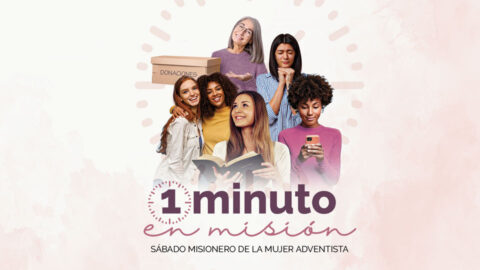 DONACIONES
1 minuto
en misión
SÁBADO MISIONERO DE LA MUJER ADVENTISTA